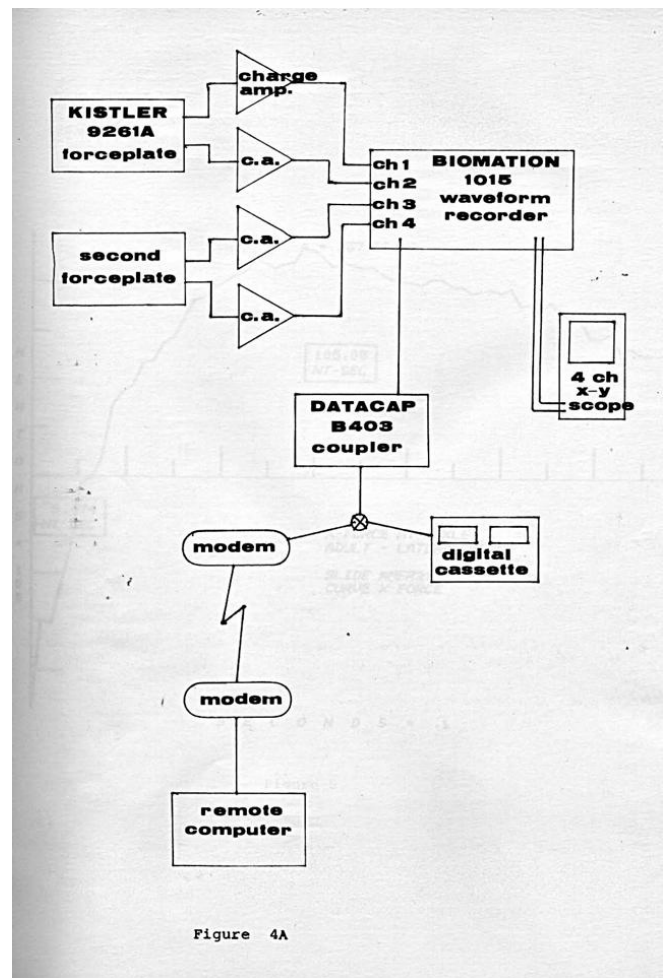 charge
amp.
KISTLER
9261A
forceplate
c.a.
ch 1
ch 2
ch 3
ch 4
BIOMATION
1015
waveform
recorder
second
forceplate
c.a.
c.a.
4 ch
x-y
scope
DATACAP
B403
coupler
modem
digital
cassette
modem
remote
computer
Figure 4A